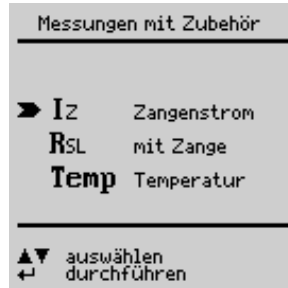 Messungen mit Zubehör
IZ Zangenstrom
RSL mit Zange
Temp Temperatur
▲▼ auswählen
↵ durchführen